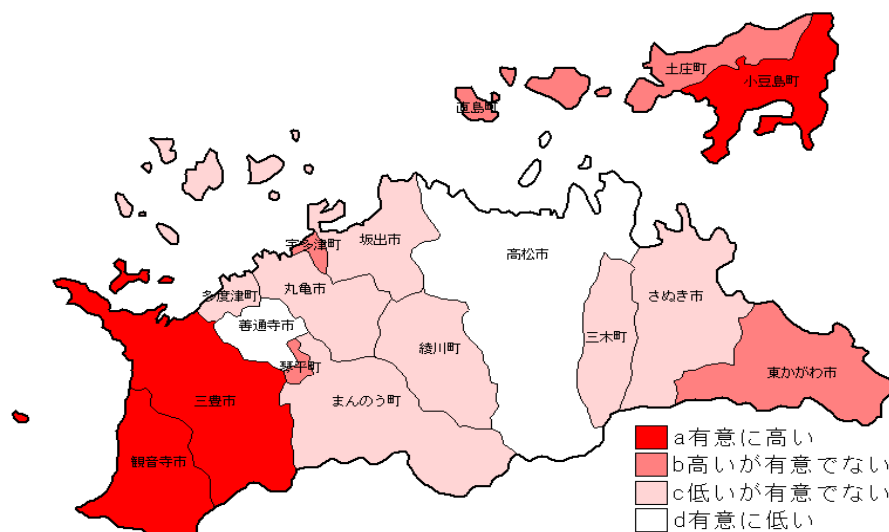 土庄町
小豆島町
直島町
宇多津町
坂出市
高松市
多度津町
丸亀市
さぬき市
善通寺市
綾川町
三木町
琴平町
東かがわ市
三豊市
まんのう町
観音寺市
a有意に高い
b高いが有意でない
c低いが有意でない
d有意に低い